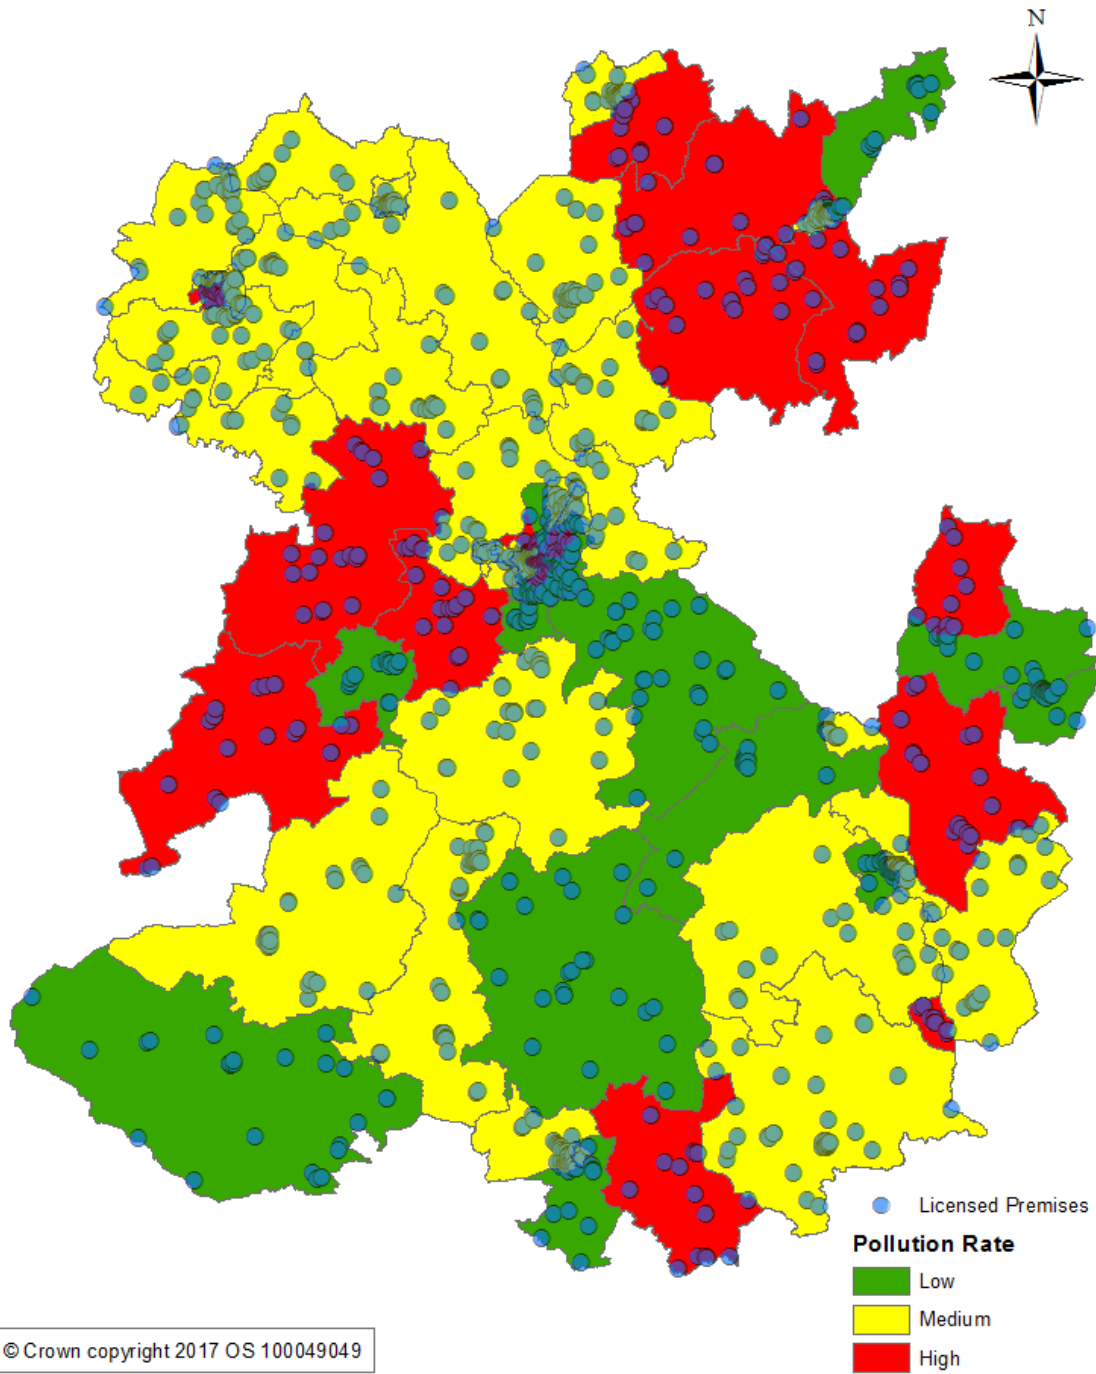 N
Licensed Premises
Pollution Rate
Low
Medium
High
© Crown copyright 2017 OS 100049049